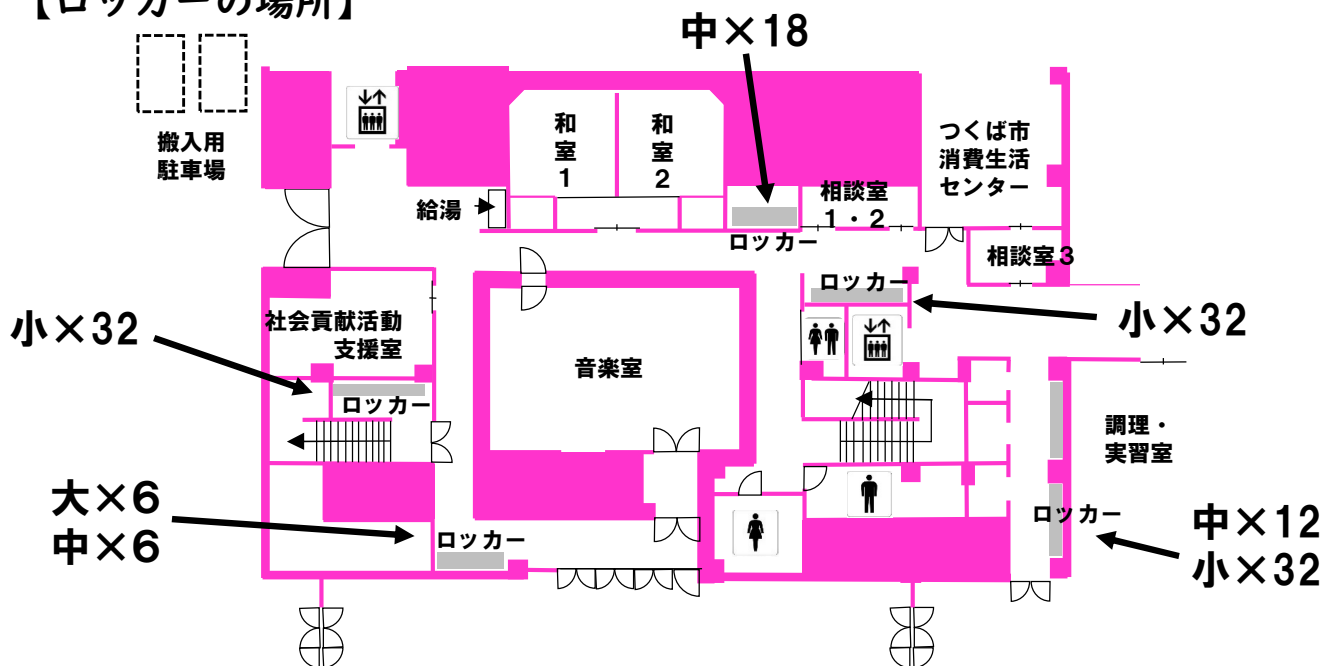 【ロッカーの場所】
中×18
搬入用
駐車場
和室1
和室2
つくば市
消費生活
センター
給湯
相談室
1・2
ロッカー
相談室3
ロッカー
小×32
小×32
社会貢献活動
支援室
音楽室
ロッカー
調理・
実習室
大×6
中×6
ロッカー
ロッカー
中×12
小×32